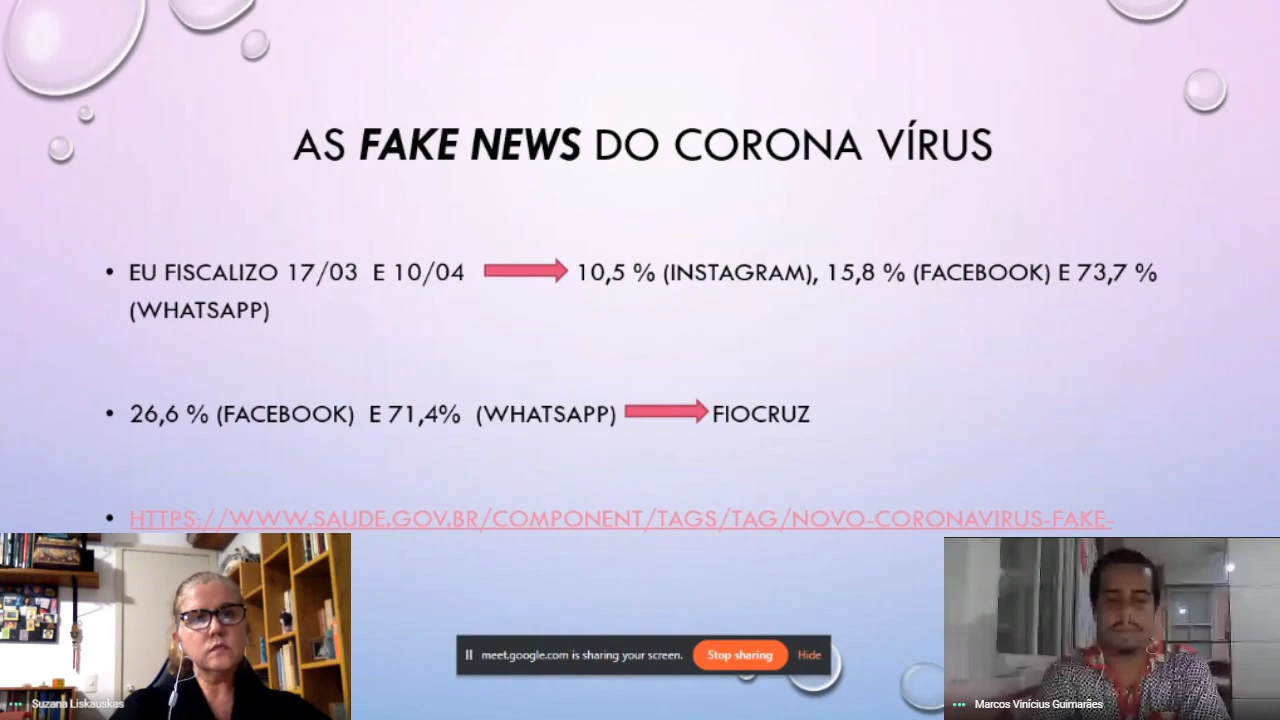 AS FAKE NEWS DO CORONA VÍRUS
• EU FISCALIZO 17/03 E 10/04 10,5 % (INSTAGRAM), 15,8 % (FACEBOOK) E 73,7 %
(WHATSAPP)
• 26,6 % (FACEBOOK) E 71,4% (WHATSAPP) FIOCRUZ
• HTTPS://WWW.SAUDE.GOV.BR/COMPONENT/TAGS/TAG/NOVO-CORONAVIRUS-FAKE-
meet.google.com is sharing your screen. Stop sharing Hide
Suzana Liskauskas
Marcos Vinícius Guimarães